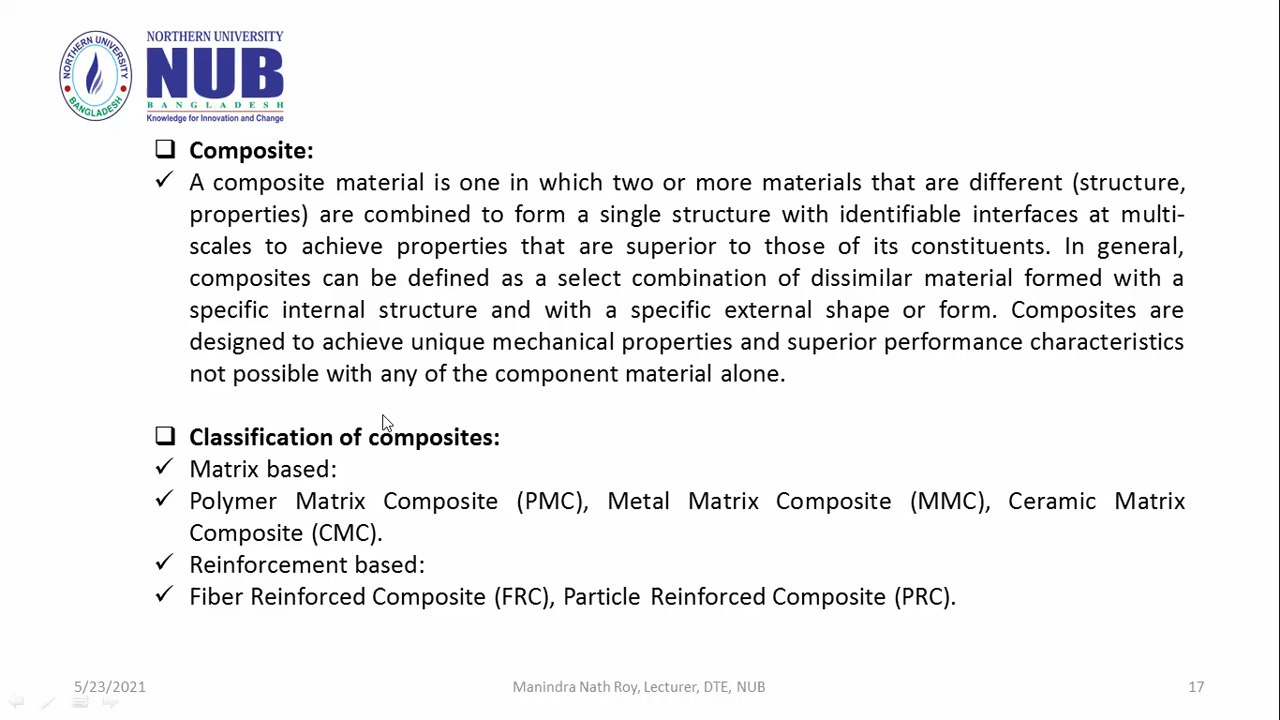 NORTHERN UNIVERSITY
NORTHERN UNIVERSITY
BANGLADESH
NUB
BANGLADESH
Knowledge for Innovation and Change
❑ Composite:
✓ A composite material is one in which two or more materials that are different (structure,
properties) are combined to form a single structure with identifiable interfaces at multi-
scales to achieve properties that are superior to those of its constituents. In general,
composites can be defined as a select combination of dissimilar material formed with a
specific internal structure and with a specific external shape or form. Composites are
designed to achieve unique mechanical properties and superior performance characteristics
not possible with any of the component material alone.
❑ Classification of composites:
✓ Matrix based:
✓ Polymer Matrix Composite (PMC), Metal Matrix Composite (MMC), Ceramic Matrix
Composite (CMC).
✓ Reinforcement based:
✓ Fiber Reinforced Composite (FRC), Particle Reinforced Composite (PRC).
5/23/2021
Manindra Nath Roy, Lecturer, DTE, NUB
17